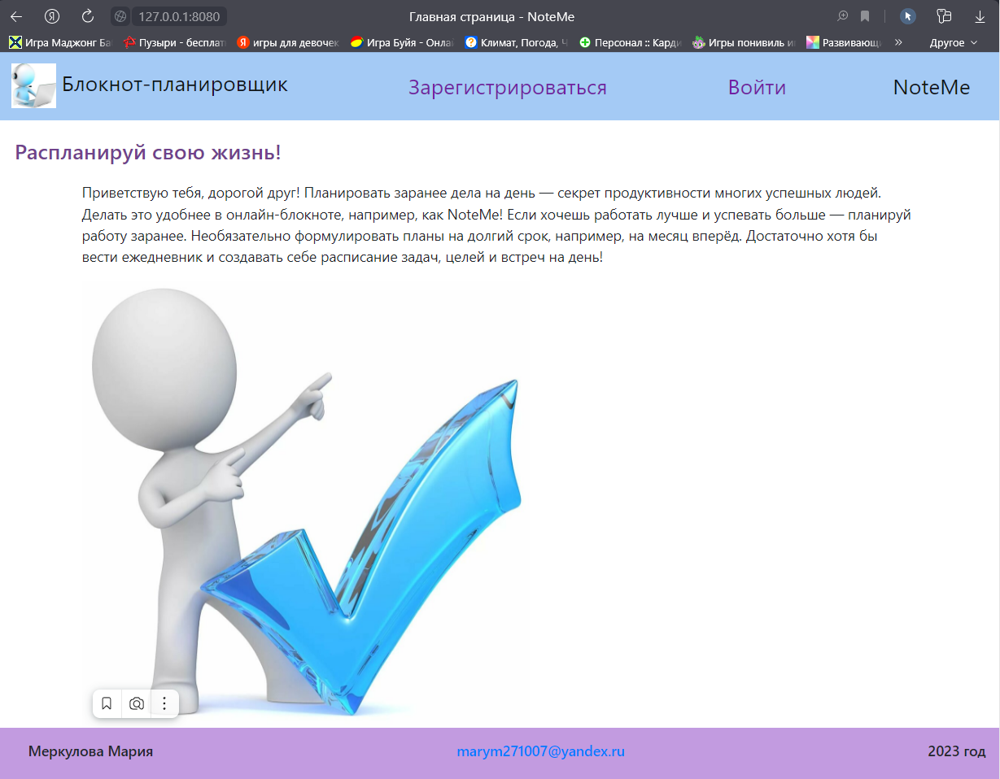 127.0.0.1:8080
Главная страница - NoteMe
Игра Маджонг Ба
Пузыри - бесплат
игры для девочек
Игра Буйя - Онла
Климат, Погода, Ч
Персонал :: Карди
Игры понивиль и
Развивающи
»
Другое
Блокнот-планировщик
Зарегистрироваться
Войти
NoteMe
Распланируй свою жизнь!
Приветствую тебя, дорогой друг! Планировать заранее дела на день — секрет продуктивности многих успешных людей.
Делать это удобнее в онлайн-блокноте, например, как NoteMe! Если хочешь работать лучше и успевать больше — планируй
работу заранее. Необязательно формулировать планы на долгий срок, например, на месяц вперёд. Достаточно хотя бы
вести ежедневник и создавать себе расписание задач, целей и встреч на день!
Меркулова Мария
marym271007@yandex.ru
2023 год